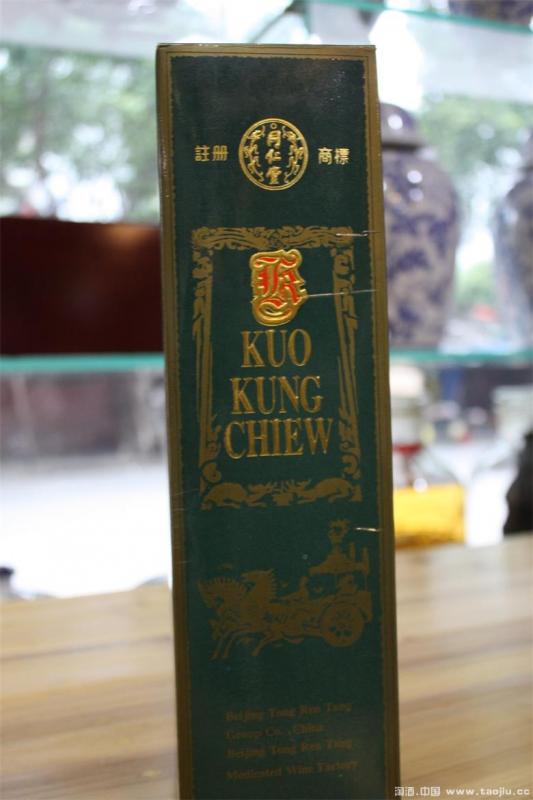 註册 同仁堂 商標
KUO
KUNG
CHIEW
Beijing Tong Ren Tang
Group Co., China
Beijing Tong Ren Tang
Medicated Wine Factory
淘酒.中国 www.taojiu.cc